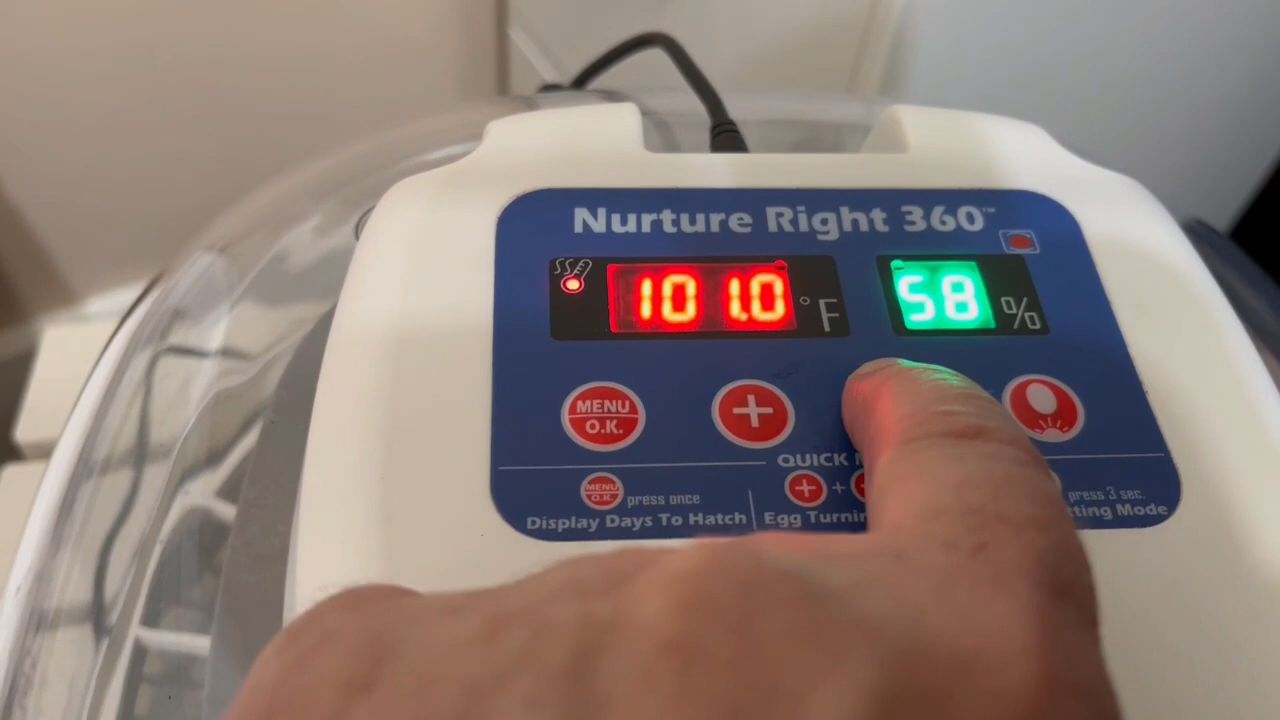 Nurture Right 360™
101.0 °F
58 %
MENU
O.K.
+
QUICK
MENU
O.K.
press once
+ + +
press 3 sec.
Display Days To Hatch
Egg Turnin
ting Mode